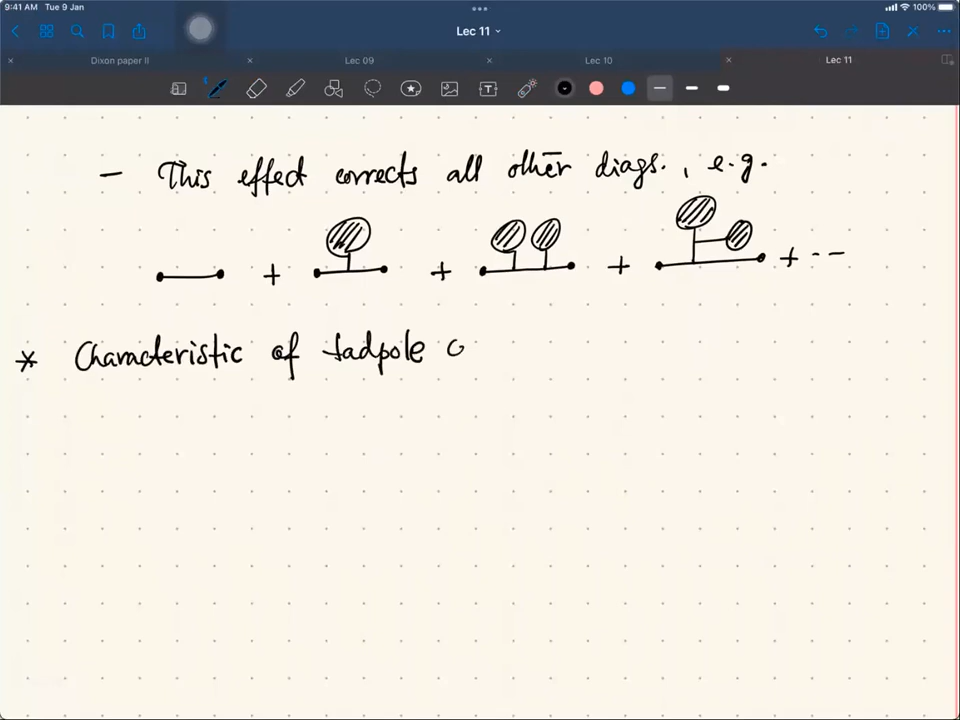 9:41 AM Tue 9 Jan
100%
Lec 11
Dixon paper II
Lec 09
Lec 10
Lec 11
– This effect corrects all other diags., e.g.
+ + + + ---
* Characteristic of tadpole c